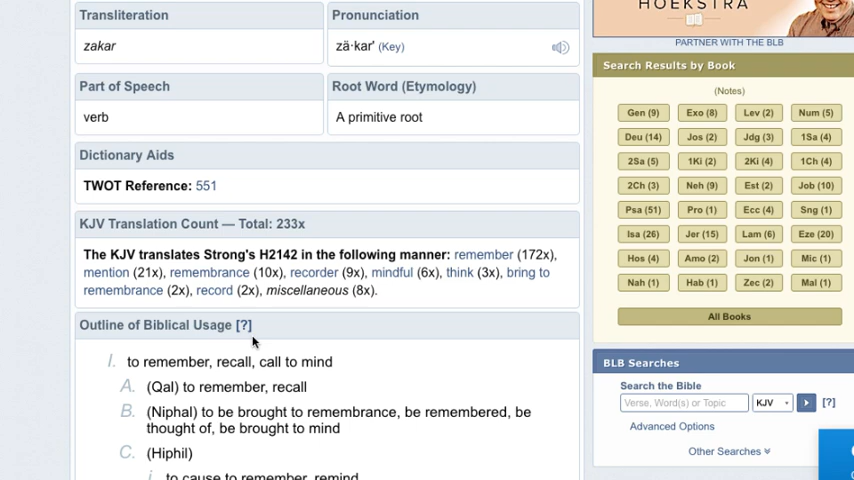 HOEKSTRA
PARTNER WITH THE BLB
Transliteration
Pronunciation
zakar
zä·kar' (Key)
Part of Speech
Root Word (Etymology)
verb
A primitive root
Dictionary Aids
TWOT Reference: 551
KJV Translation Count — Total: 233x
The KJV translates Strong's H2142 in the following manner: remember (172x),
mention (21x), remembrance (10x), recorder (9x), mindful (6x), think (3x), bring to
remembrance (2x), record (2x), miscellaneous (8x).
Outline of Biblical Usage [?]
I. to remember, recall, call to mind
A. (Qal) to remember, recall
B. (Niphal) to be brought to remembrance, be remembered, be
thought of, be brought to mind
C. (Hiphil)
i. to cause to remember, remind
Search Results by Book
(Notes)
Gen (9) Exo (8) Lev (2) Num (5)
Deu (14) Jos (2) Jdg (3) 1Sa (4)
2Sa (5) 1Ki (2) 2Ki (4) 1Ch (4)
2Ch (3) Neh (9) Est (2) Job (10)
Psa (51) Pro (1) Ecc (4) Sng (1)
Isa (26) Jer (15) Lam (6) Eze (20)
Hos (4) Amo (2) Jon (1) Mic (1)
Nah (1) Hab (1) Zec (2) Mal (1)
All Books
BLB Searches
Search the Bible
Verse, Word(s) or Topic KJV [?]
Advanced Options
Other Searches